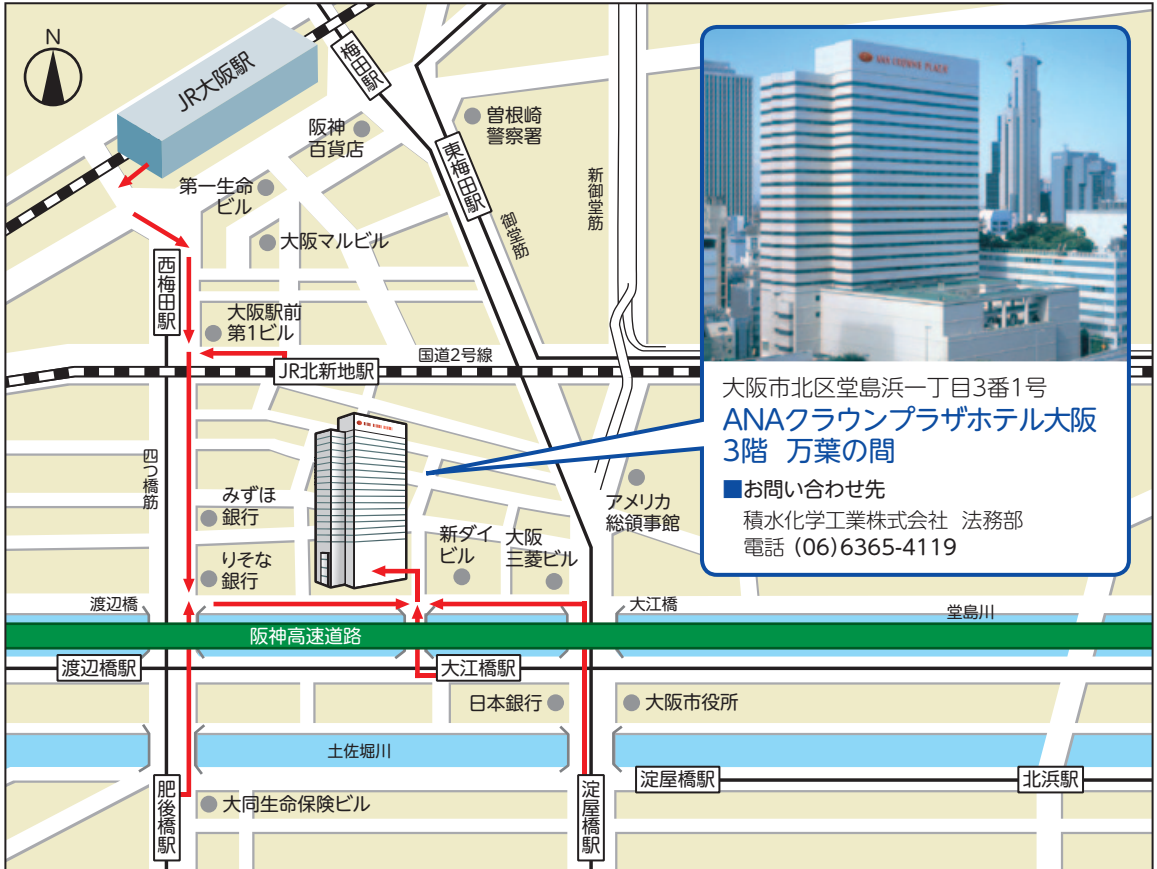 N
JR大阪駅
梅田駅
阪神
百貨店
曽根崎
警察署
東梅田駅
新御堂筋
御堂筋
第一生命
ビル
大阪マルビル
西梅田駅
大阪駅前
第1ビル
国道2号線
JR北新地駅
四つ橋筋
みずほ
銀行
りそな
銀行
新ダイ
ビル
大阪
三菱ビル
アメリカ
総領事館
ANA CROWNE PLAZA
大阪市北区堂島浜一丁目3番1号
ANAクラウンプラザホテル大阪
3階 万葉の間
■お問い合わせ先
積水化学工業株式会社 法務部
電話 (06)6365-4119
渡辺橋
大江橋
堂島川
阪神高速道路
渡辺橋駅
大江橋駅
日本銀行
大阪市役所
土佐堀川
肥後橋駅
大同生命保険ビル
淀屋橋駅
淀屋橋駅
北浜駅